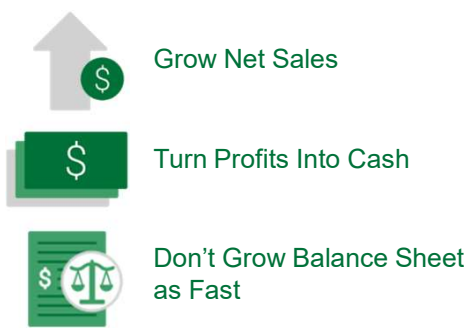 $
Grow Net Sales
$
Turn Profits Into Cash
$
Don’t Grow Balance Sheet
as Fast